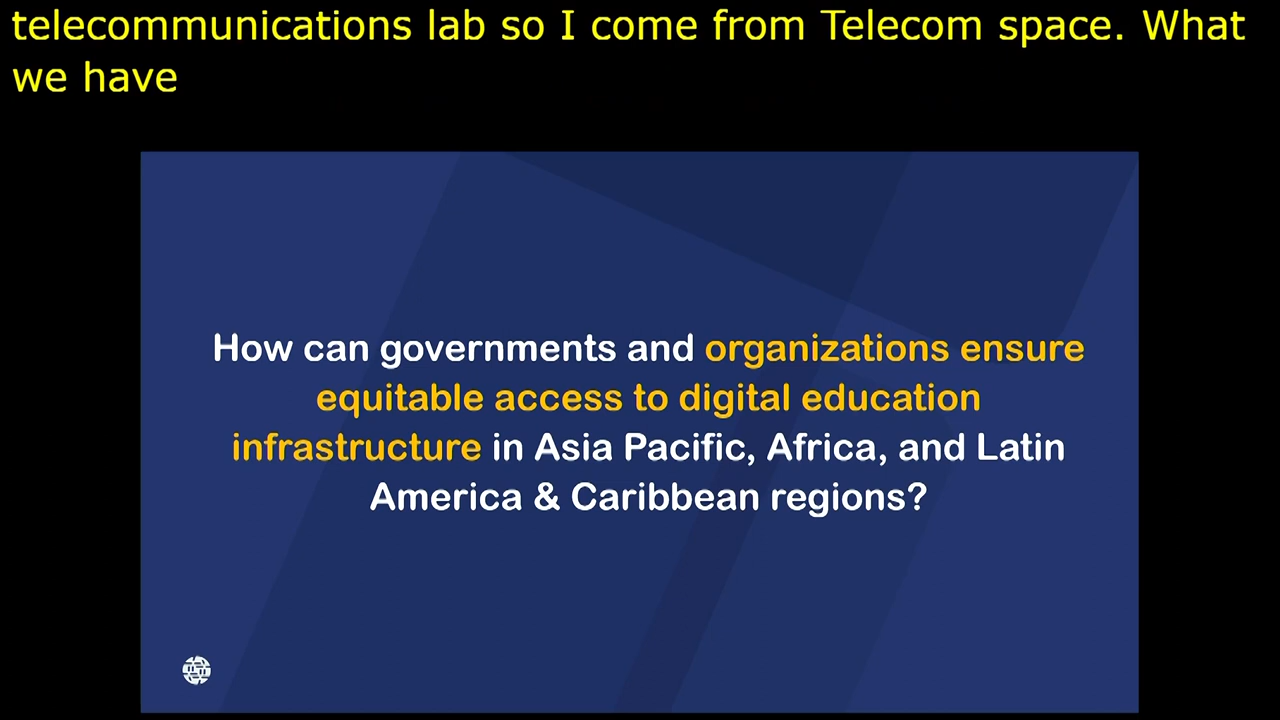 telecommunications lab so I come from Telecom space. What
we have
How can governments and organizations ensure
equitable access to digital education
infrastructure in Asia Pacific, Africa, and Latin
America & Caribbean regions?